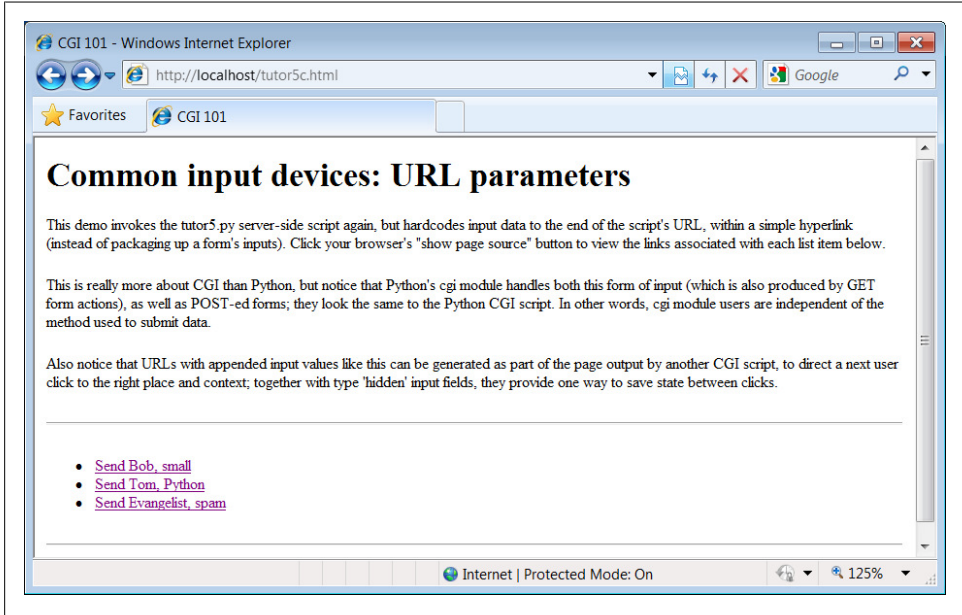 CGI 101 - Windows Internet Explorer
http://localhost/tutor5c.html
Google
Favorites
CGI 101
Common input devices: URL parameters
This demo invokes the tutor5.py server-side script again, but hardcodes input data to the end of the script's URL, within a simple hyperlink
(instead of packaging up a form's inputs). Click your browser's "show page source" button to view the links associated with each list item below.
This is really more about CGI than Python, but notice that Python's cgi module handles both this form of input (which is also produced by GET
form actions), as well as POST-ed forms; they look the same to the Python CGI script. In other words, cgi module users are independent of the
method used to submit data.
Also notice that URLs with appended input values like this can be generated as part of the page output by another CGI script, to direct a next user
click to the right place and context; together with type 'hidden' input fields, they provide one way to save state between clicks.
• Send Bob, small
• Send Tom, Python
• Send Evangelist, spam
Internet | Protected Mode: On
125%